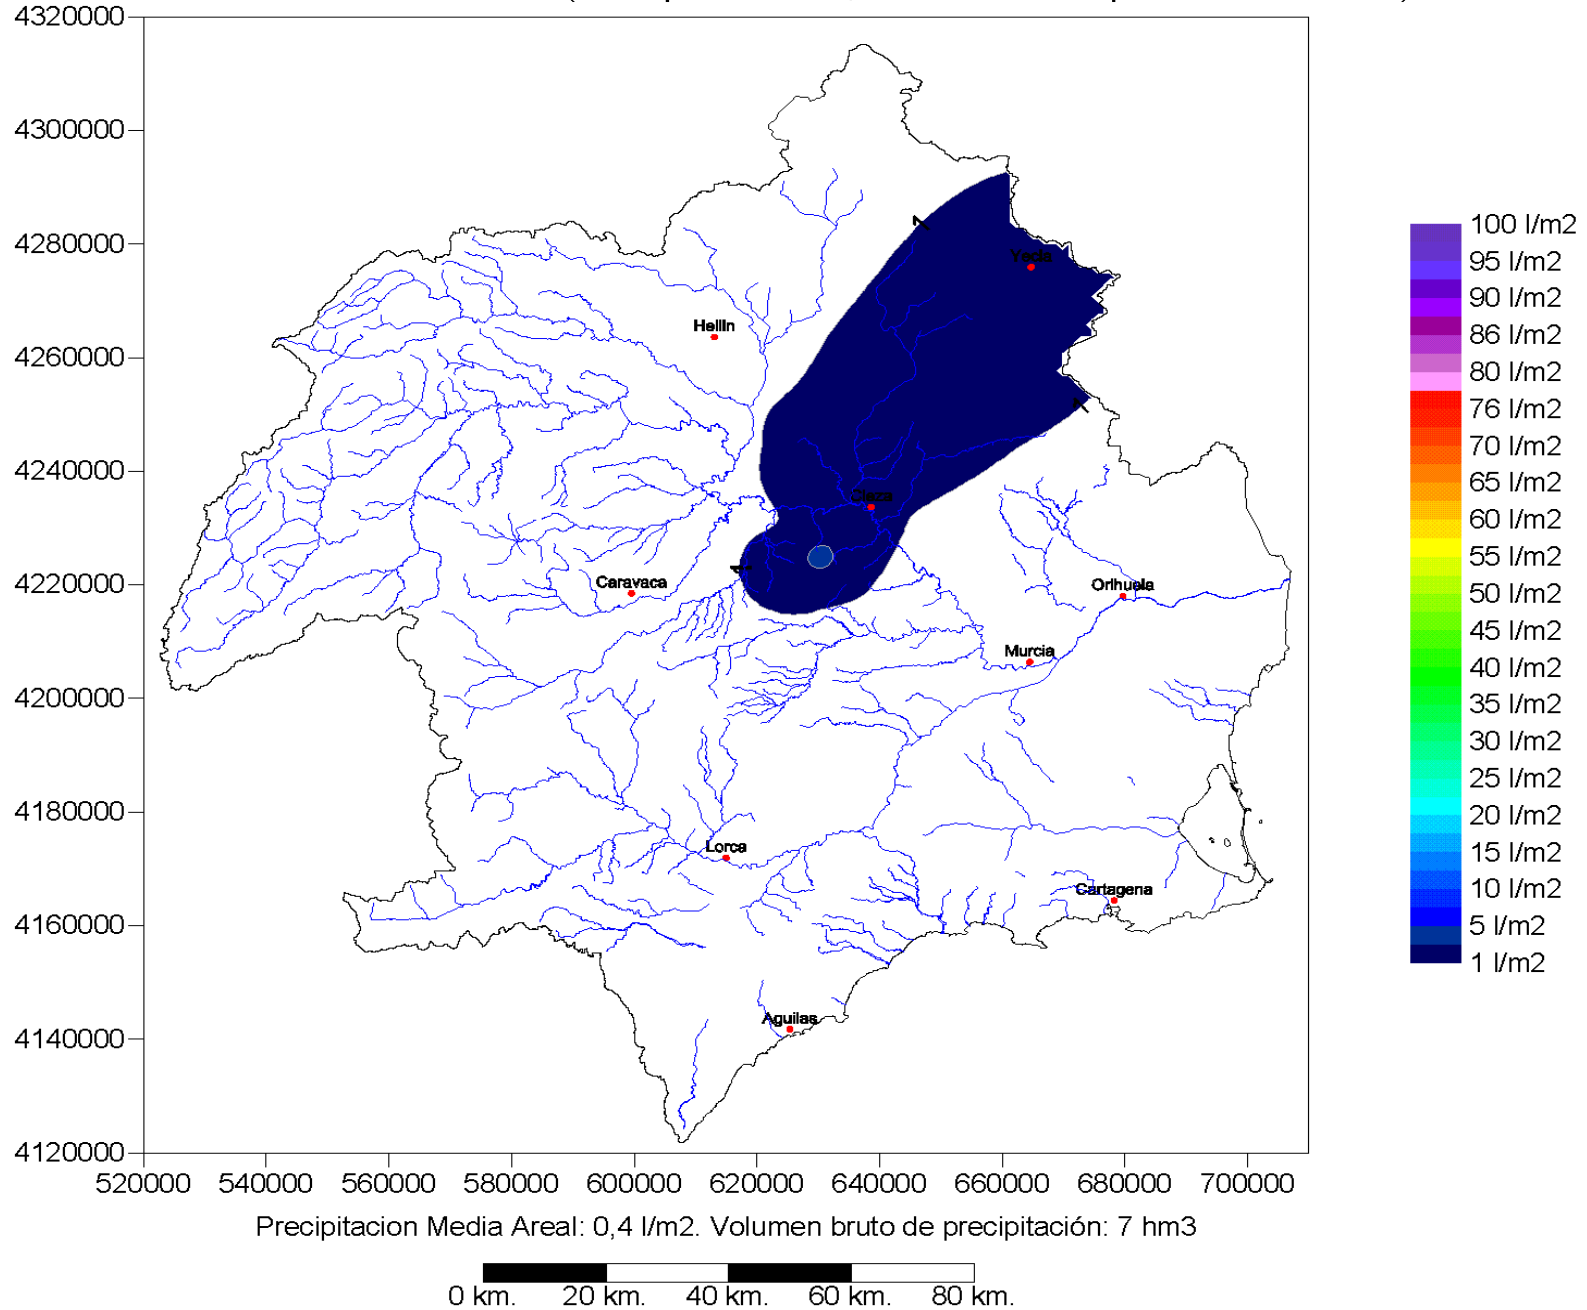 4320000
4300000
4280000
4260000
4240000
4220000
4200000
4180000
4160000
4140000
4120000
520000 540000 560000 580000 600000 620000 640000 660000 680000 700000
1
Yecla
Hellin
1
Cieza
1
Caravaca
Orihuela
Murcia
Lorca
Cartagena
Aguilas
100 l/m2
95 l/m2
90 l/m2
86 l/m2
80 l/m2
76 l/m2
70 l/m2
65 l/m2
60 l/m2
55 l/m2
50 l/m2
45 l/m2
40 l/m2
35 l/m2
30 l/m2
25 l/m2
20 l/m2
15 l/m2
10 l/m2
5 l/m2
1 l/m2
Precipitacion Media Areal: 0,4 l/m2. Volumen bruto de precipitación: 7 hm3
0 km. 20 km. 40 km. 60 km. 80 km.